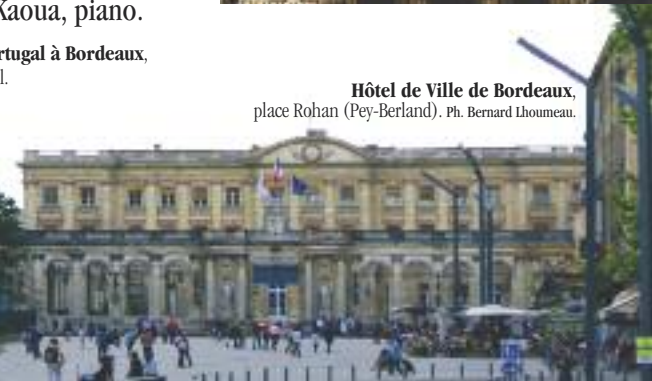 Kaoua, piano.
rtugal à Bordeaux,
l.
Hôtel de Ville de Bordeaux,
place Rohan (Pey-Berland). Ph. Bernard Lhoumeau.